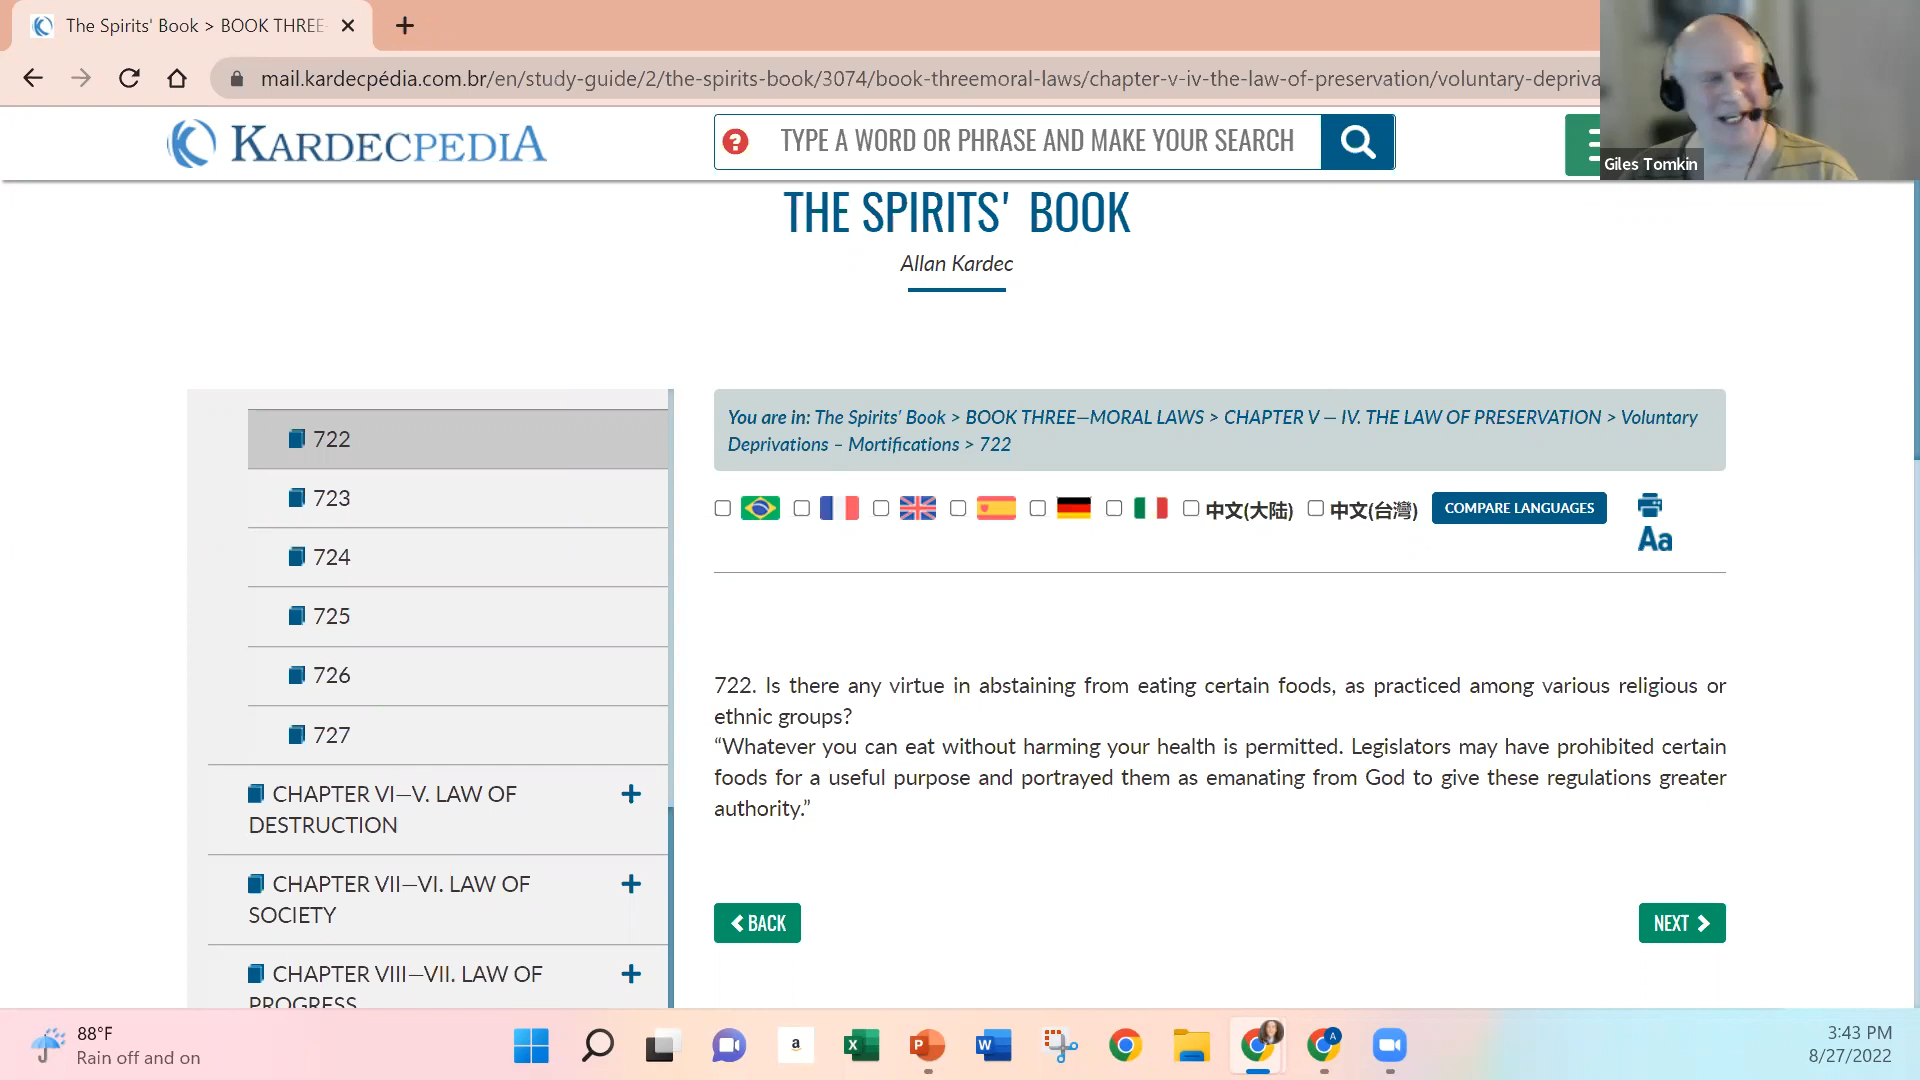 The Spirits' Book > BOOK THREE
mail.kardecpédia.com.br/en/study-guide/2/the-spirits-book/3074/book-threemoral-laws/chapter-v-iv-the-law-of-preservation/voluntary-depriva
KARDECPEDIA
? TYPE A WORD OR PHRASE AND MAKE YOUR SEARCH
Giles Tomkin
THE SPIRITS' BOOK
Allan Kardec
722
723
724
725
726
727
CHAPTER VI—V. LAW OF
DESTRUCTION
CHAPTER VII—VI. LAW OF
SOCIETY
CHAPTER VIII—VII. LAW OF
PROGRESS
You are in: The Spirits' Book > BOOK THREE—MORAL LAWS > CHAPTER V — IV. THE LAW OF PRESERVATION > Voluntary
Deprivations – Mortifications > 722
中文(大陆) 中文(台灣) COMPARE LANGUAGES
Aa
722. Is there any virtue in abstaining from eating certain foods, as practiced among various religious or
ethnic groups?
“Whatever you can eat without harming your health is permitted. Legislators may have prohibited certain
foods for a useful purpose and portrayed them as emanating from God to give these regulations greater
authority.”
BACK
NEXT
88°F
Rain off and on
a
X
P
W
A
3:43 PM
8/27/2022